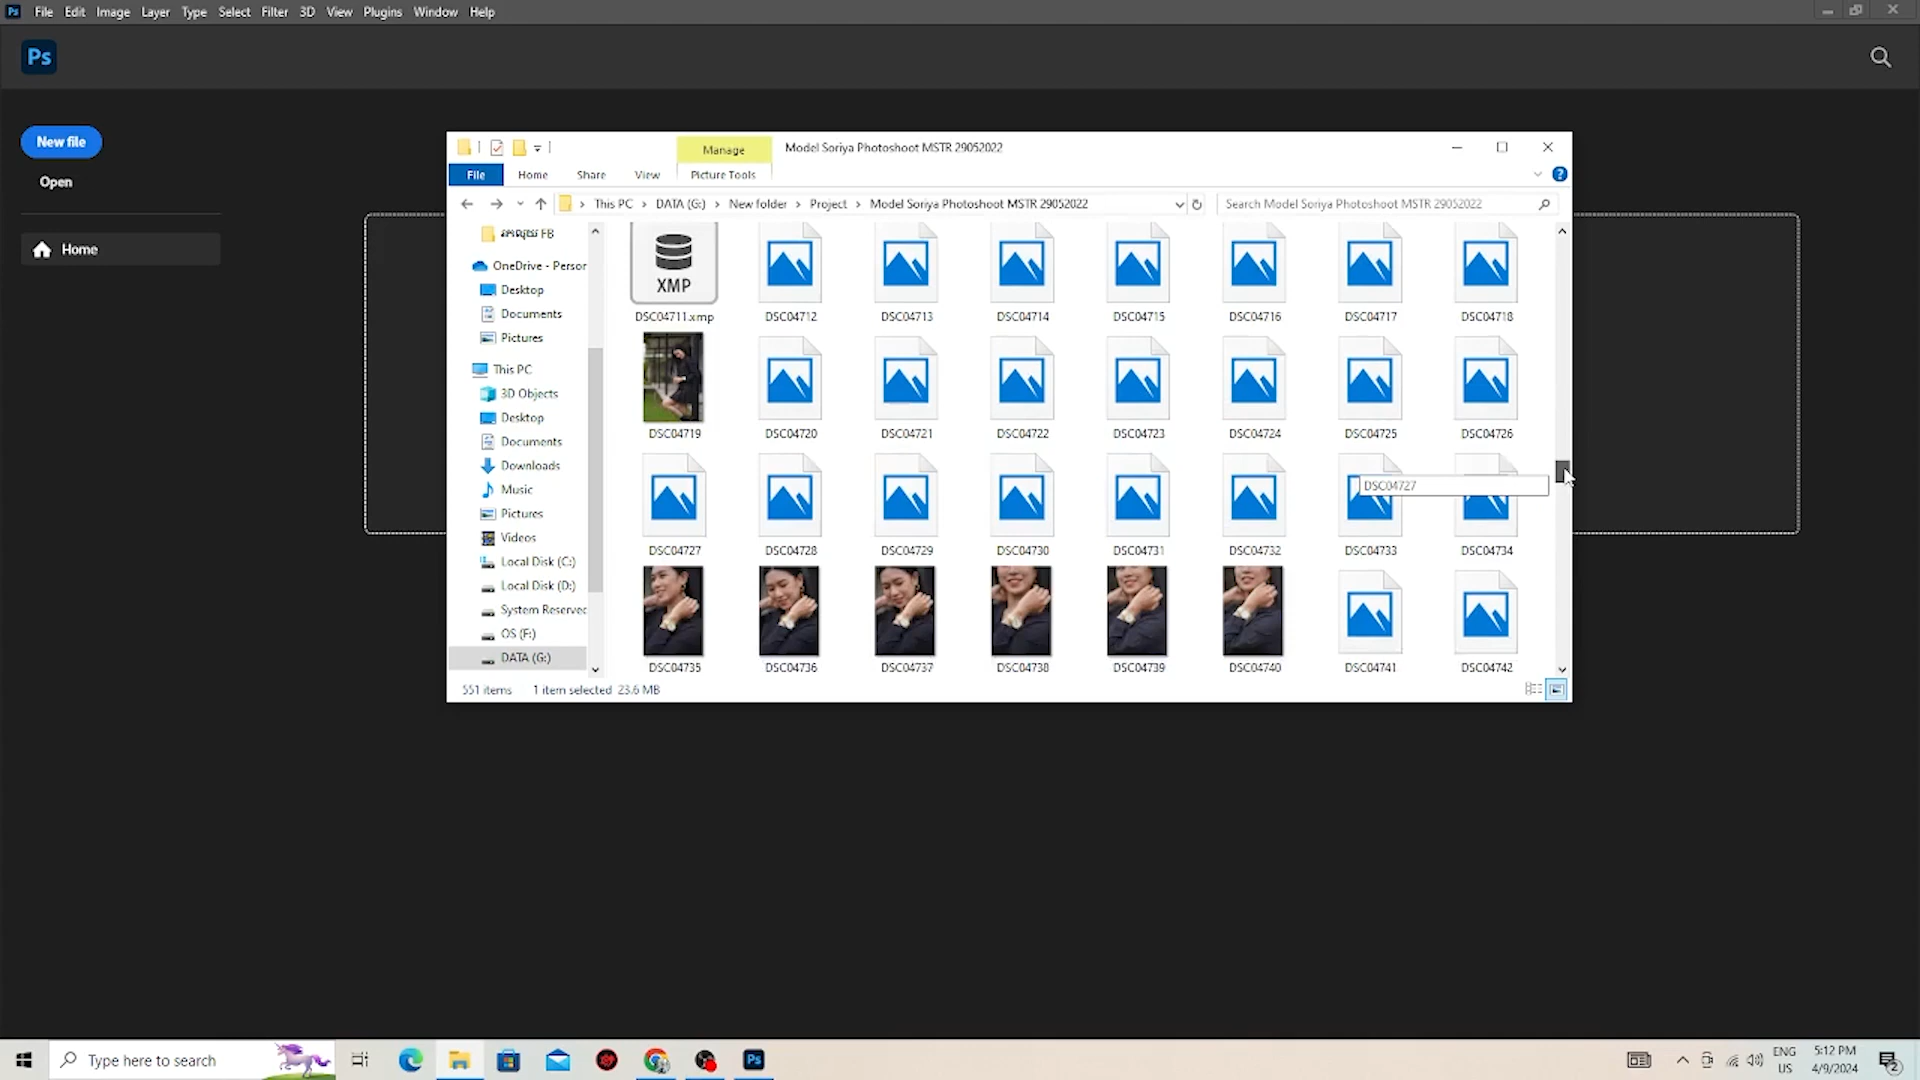 Ps File Edit Image Layer Type Select Filter 3D View Plugins Window Help
Ps
New file
Open
Home
Manage Model Soriya Photoshoot MSTR 29052022
File Home Share View Picture Tools
This PC DATA (G:) New folder Project Model Soriya Photoshoot MSTR 29052022 Search Model Soriya Photoshoot MSTR 29052022
FB
OneDrive - Person
Desktop
Documents
Pictures
This PC
3D Objects
Desktop
Documents
Downloads
Music
Pictures
Videos
Local Disk (C:)
Local Disk (D:)
System Reserved
OS (F:)
DATA (G:)
XMP
DSC04711.xmp DSC04712 DSC04713 DSC04714 DSC04715 DSC04716 DSC04717 DSC04718
DSC04719 DSC04720 DSC04721 DSC04722 DSC04723 DSC04724 DSC04725 DSC04726
DSC04727
DSC04727 DSC04728 DSC04729 DSC04730 DSC04731 DSC04732 DSC04733 DSC04734
DSC04735 DSC04736 DSC04737 DSC04738 DSC04739 DSC04740 DSC04741 DSC04742
551 items 1 item selected 23.6 MB
Type here to search
Ps
ENG
US
5:12 PM
4/9/2024
2